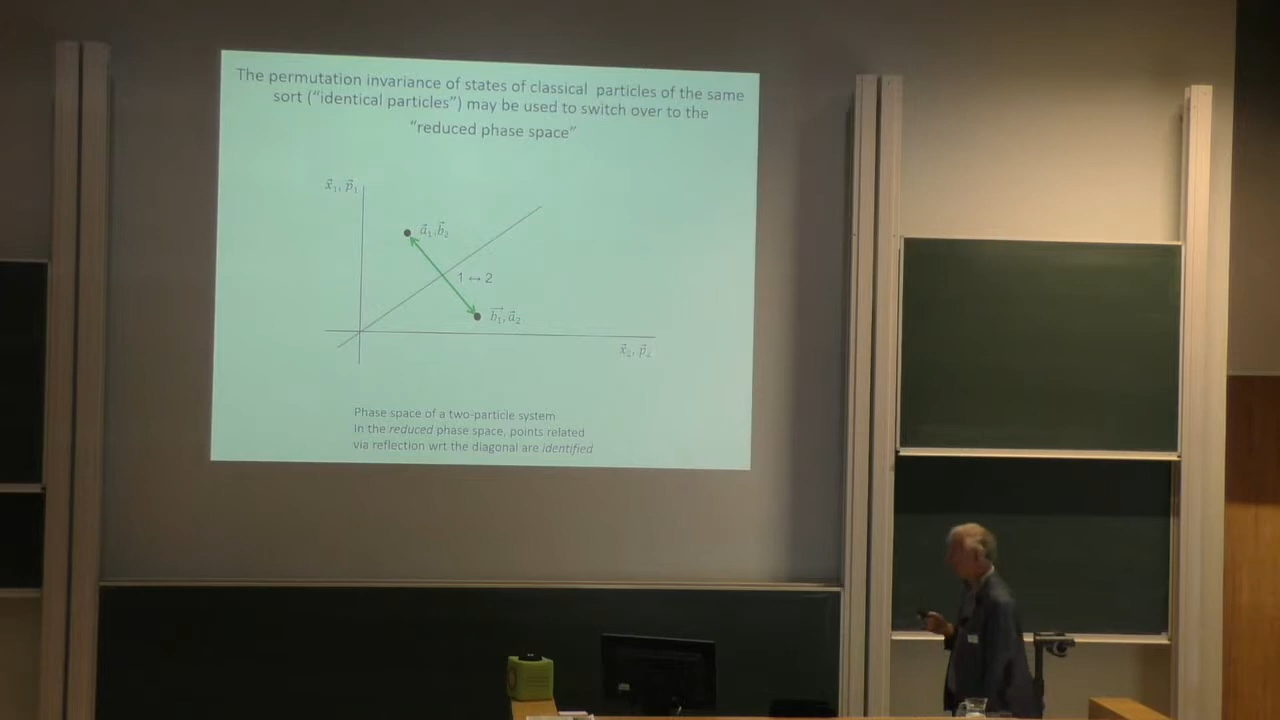 The permutation invariance of states of classical particles of the same
sort (“identical particles”) may be used to switch over to the
“reduced phase space”
x⃗₁, p⃗₁
a⃗₁,b⃗₂
1 ↔ 2
b⃗₁,a⃗₂
x⃗₂, p⃗₂
Phase space of a two-particle system
In the reduced phase space, points related
via reflection wrt the diagonal are identified